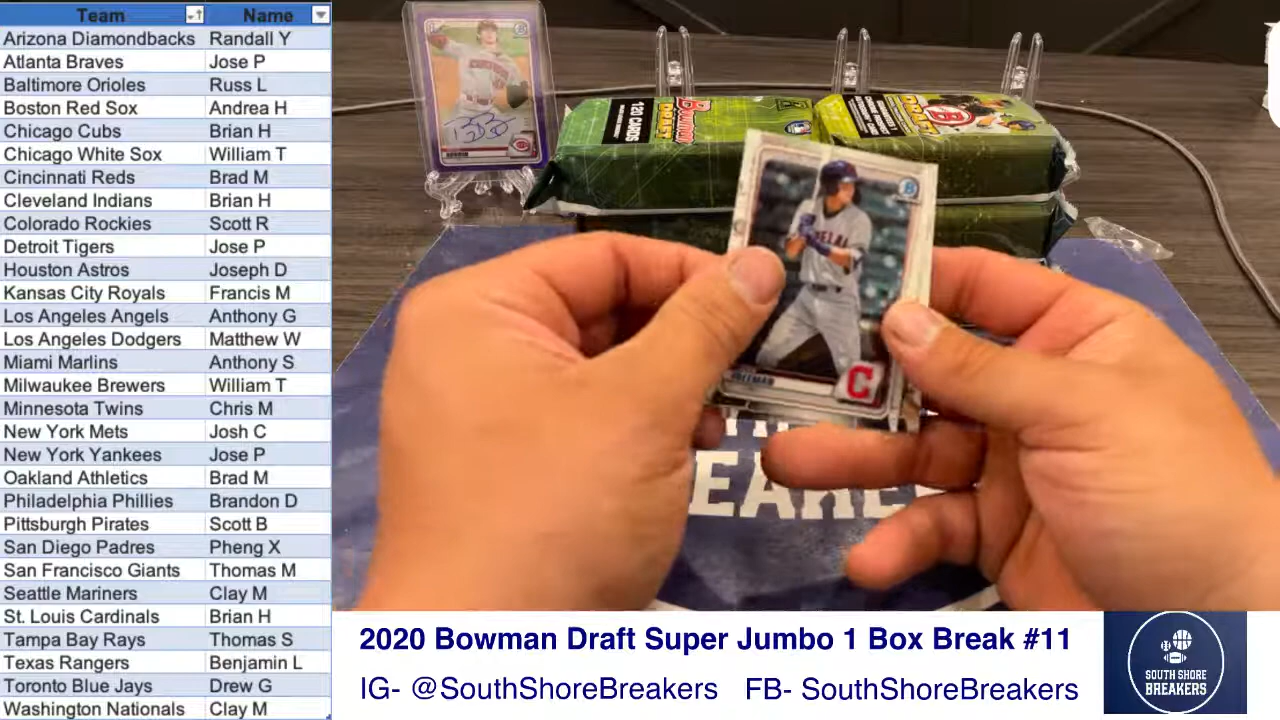 Team Name
Arizona Diamondbacks Randall Y
Atlanta Braves Jose P
Baltimore Orioles Russ L
Boston Red Sox Andrea H
Chicago Cubs Brian H
Chicago White Sox William T
Cincinnati Reds Brad M
Cleveland Indians Brian H
Colorado Rockies Scott R
Detroit Tigers Jose P
Houston Astros Joseph D
Kansas City Royals Francis M
Los Angeles Angels Anthony G
Los Angeles Dodgers Matthew W
Miami Marlins Anthony S
Milwaukee Brewers William T
Minnesota Twins Chris M
New York Mets Josh C
New York Yankees Jose P
Oakland Athletics Brad M
Philadelphia Phillies Brandon D
Pittsburgh Pirates Scott B
San Diego Padres Pheng X
San Francisco Giants Thomas M
Seattle Mariners Clay M
St. Louis Cardinals Brian H
Tampa Bay Rays Thomas S
Texas Rangers Benjamin L
Toronto Blue Jays Drew G
Washington Nationals Clay M
120 CARDS
Bowman
DRAFT
DRAFT
B
C
2020 Bowman Draft Super Jumbo 1 Box Break #11
IG- @SouthShoreBreakers FB- SouthShoreBreakers
SOUTH SHORE
BREAKERS